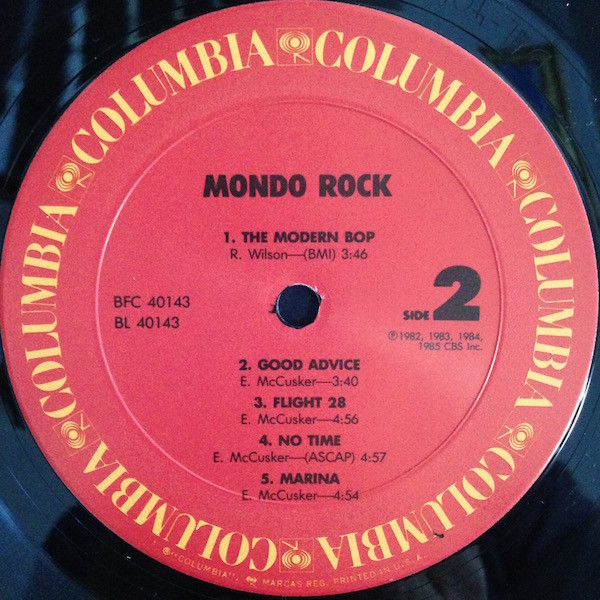 COLUMBIA COLUMBIA COLUMBIA COLUMBIA COLUMBIA COLUMBIA COLUMBIA COLUMBIA
MONDO ROCK
1. THE MODERN BOP
R. Wilson—(BMI) 3:46
BFC 40143
BL 40143
SIDE 2
℗1982, 1983, 1984,
1985 CBS Inc.
2. GOOD ADVICE
E. McCusker—3:40
3. FLIGHT 28
E. McCusker—4:56
4. NO TIME
E. McCusker—(ASCAP) 4:57
5. MARINA
E. McCusker—4:54
®"COLUMBIA", MARCAS REG. PRINTED IN U.S.A.